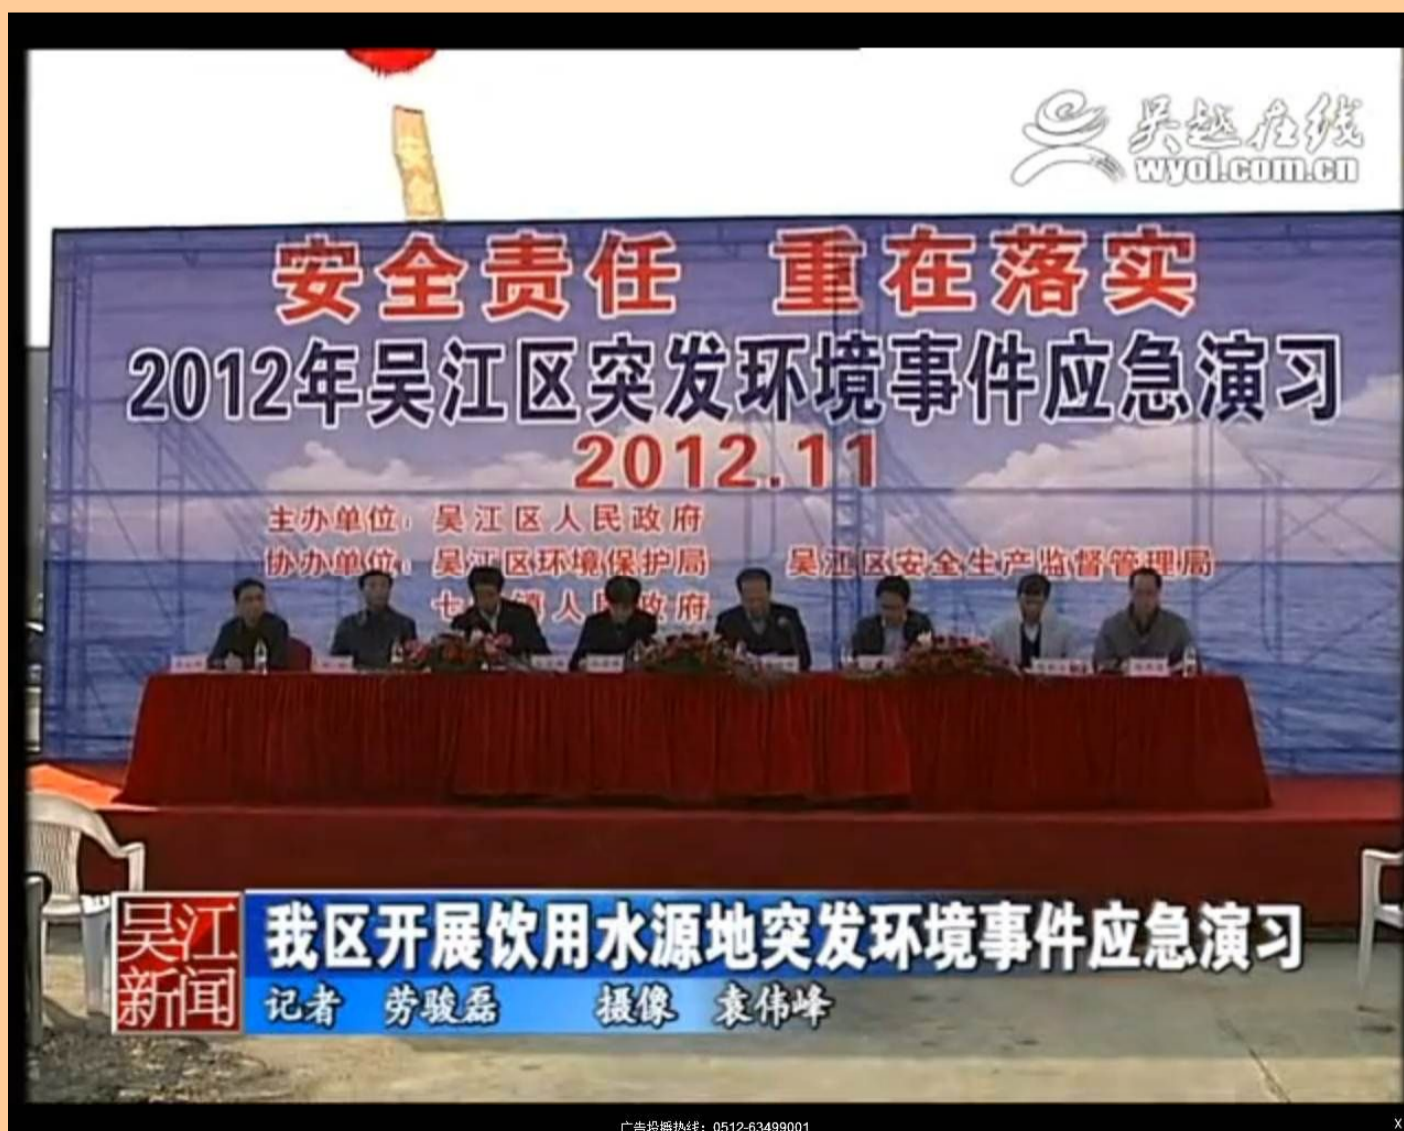 吴越在线
wyol.com.cn
安全责任 重在落实
2012年吴江区突发环境事件应急演习
2012.11
主办单位：吴江区人民政府
协办单位：吴江区环境保护局 吴江区安全生产监督管理局
七 镇人民政府
吴江新闻
我区开展饮用水源地突发环境事件应急演习
记者 劳骏磊 摄像 袁伟峰
广告投播热线：0512-63499001
X